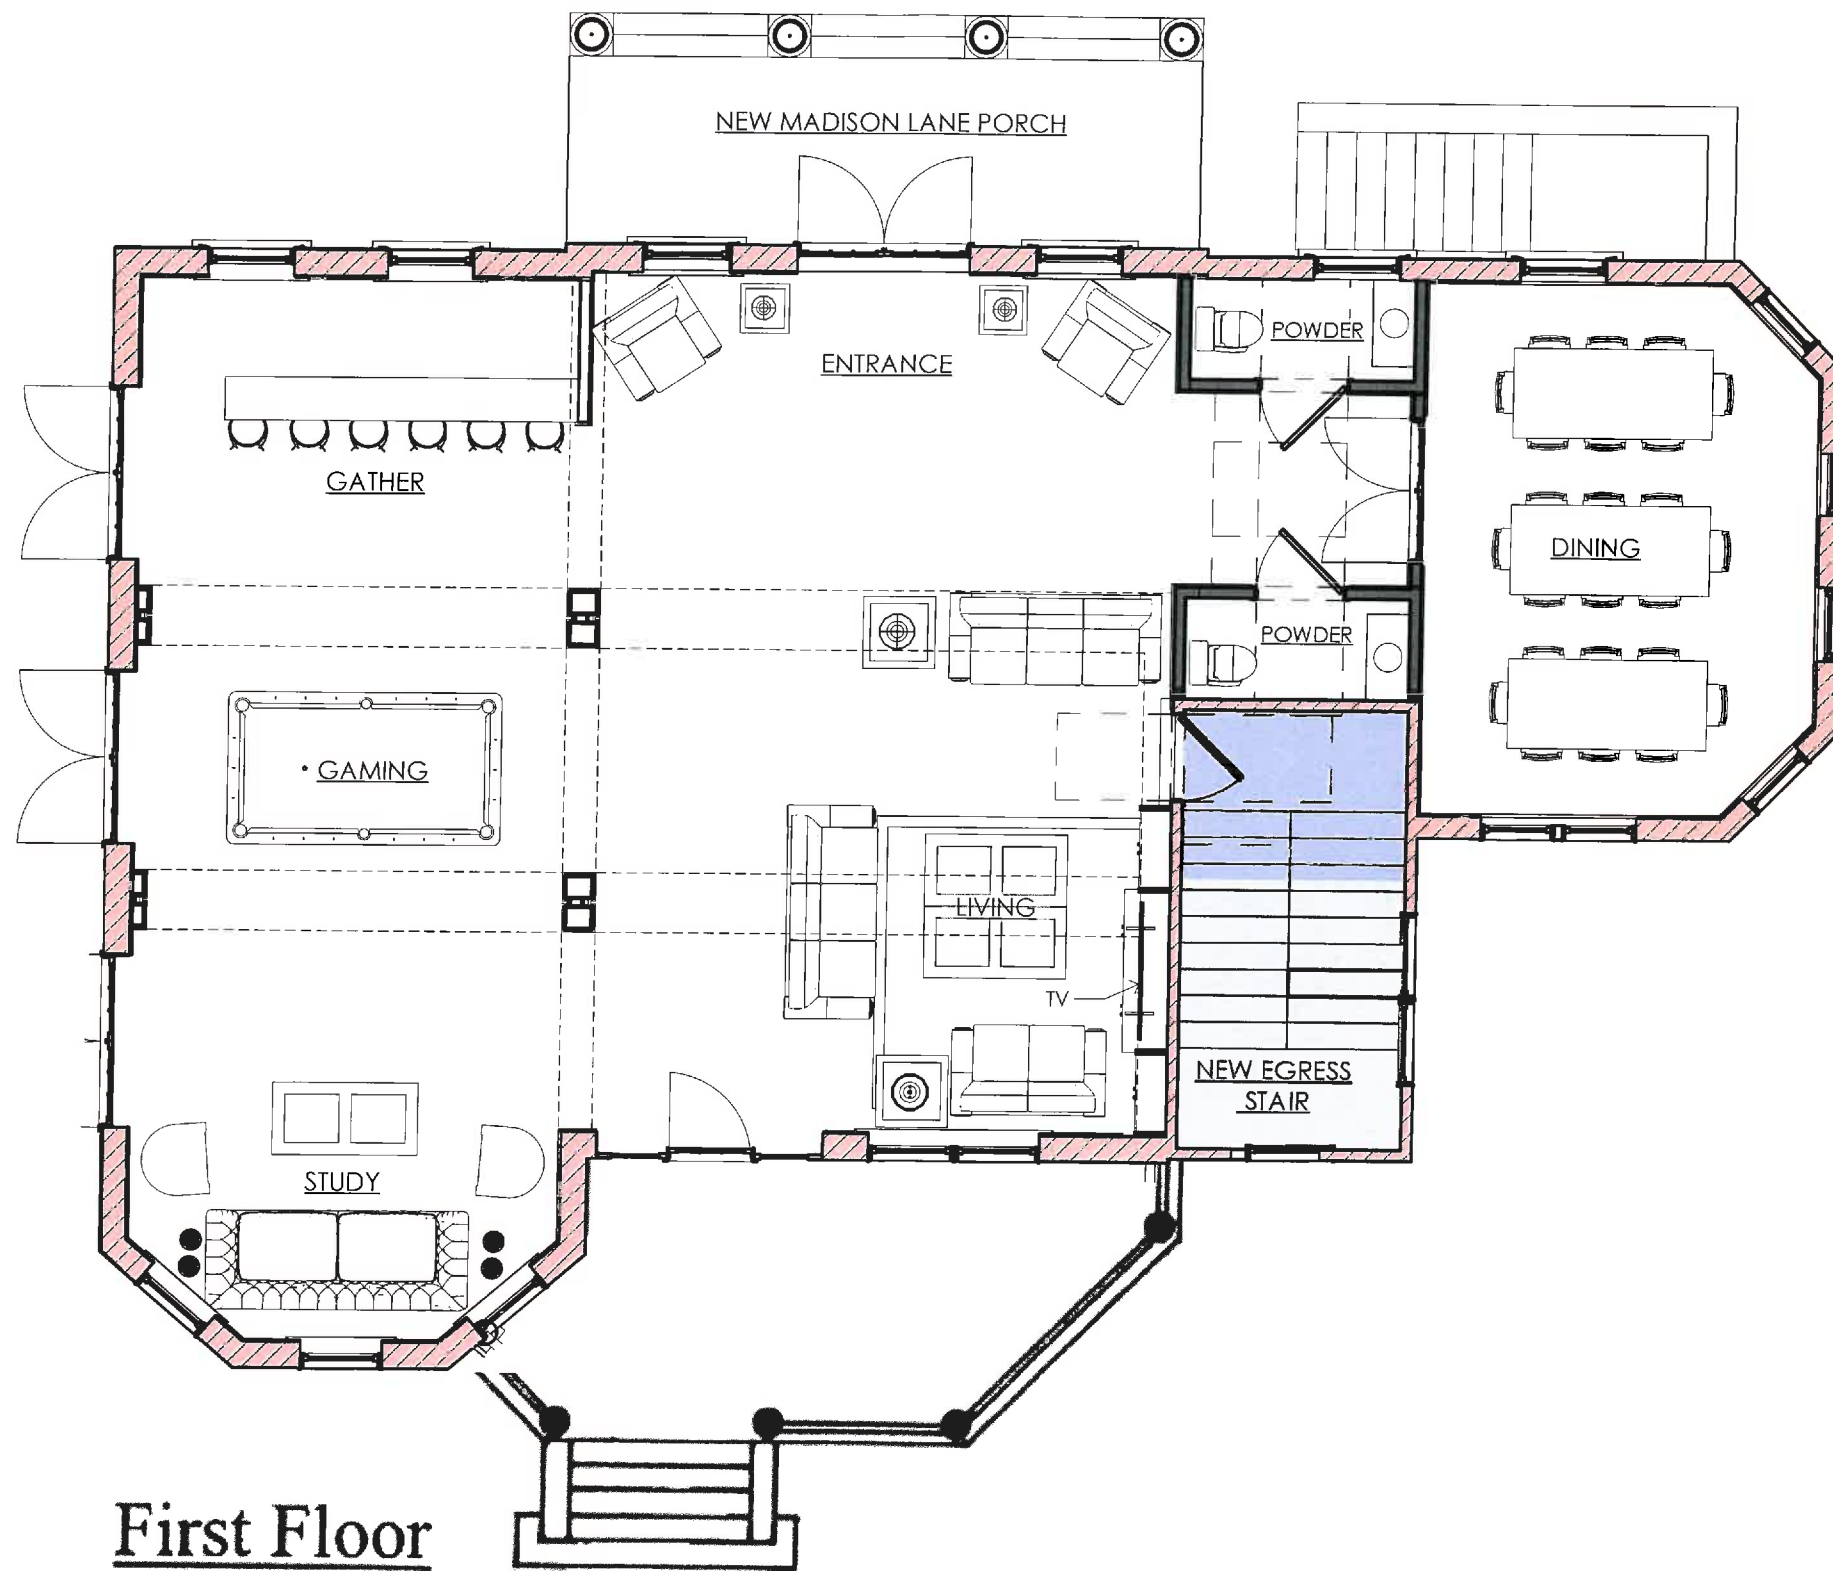 NEW MADISON LANE PORCH
POWDER
ENTRANCE
GATHER
DINING
POWDER
• GAMING
LIVING
TV
NEW EGRESS
STAIR
STUDY
First Floor